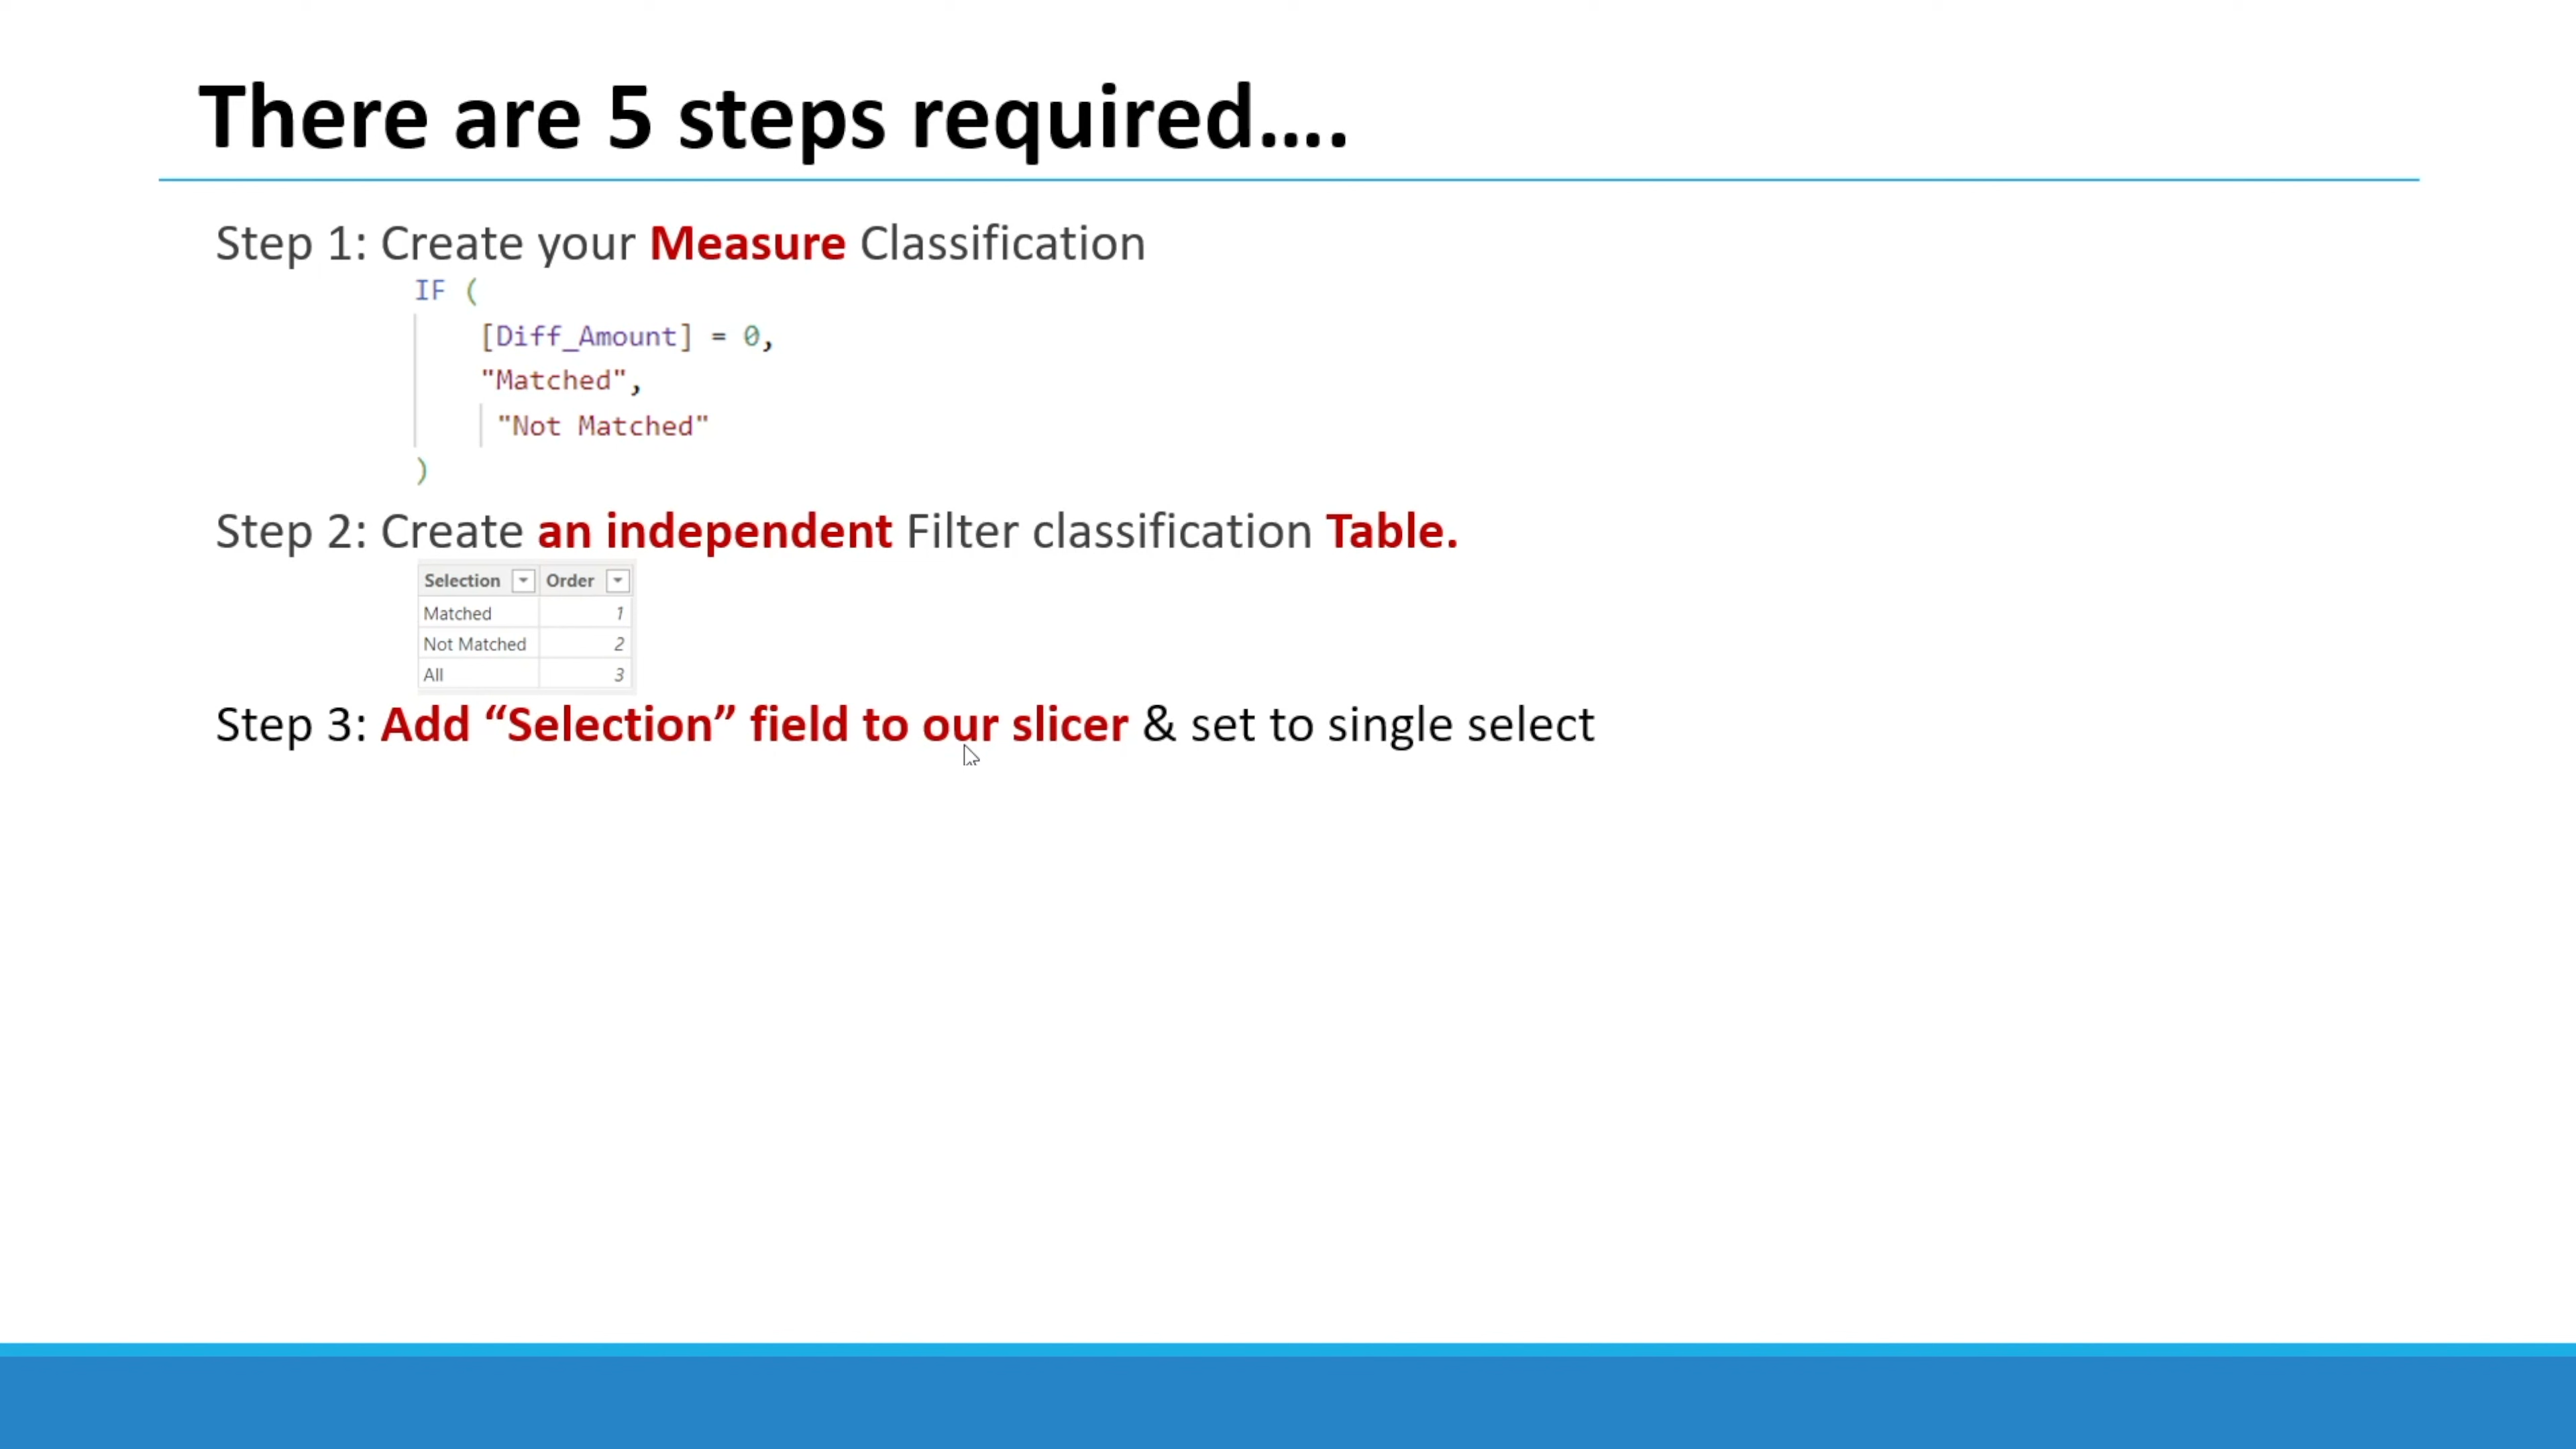 There are 5 steps required….
Step 1: Create your Measure Classification
IF (
[Diff_Amount] = 0,
"Matched",
"Not Matched"
)
Step 2: Create an independent Filter classification Table.
Selection Order
Matched 1
Not Matched 2
All 3
Step 3: Add “Selection” field to our slicer & set to single select